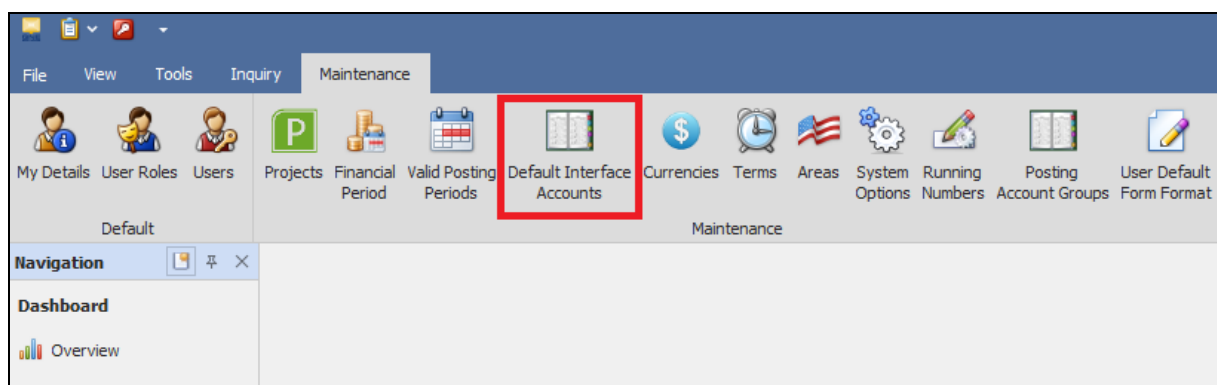 File View Tools Inquiry Maintenance
P $
My Details User Roles Users Projects Financial Valid Posting Default Interface Currencies Terms Areas System Running Posting User Default
Period Periods Accounts Options Numbers Account Groups Form Format
Default Maintenance
Navigation
Dashboard
Overview